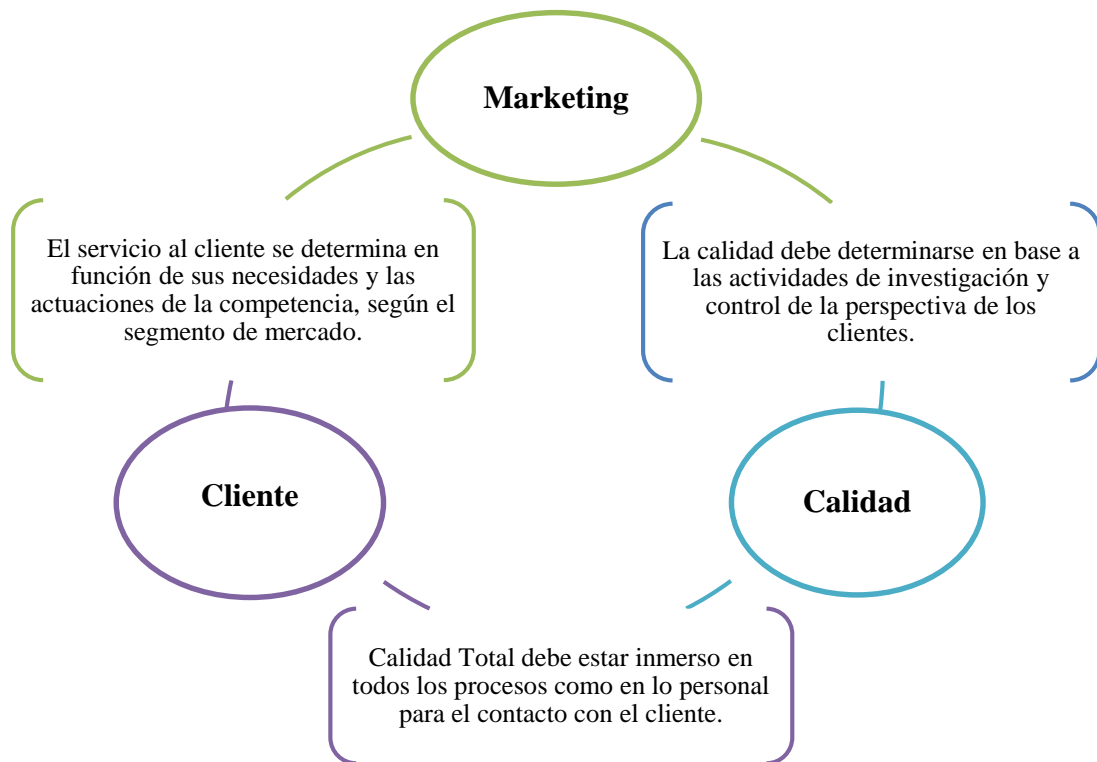 Marketing
El servicio al cliente se determina en
función de sus necesidades y las
actuaciones de la competencia, según el
segmento de mercado.
La calidad debe determinarse en base a
las actividades de investigación y
control de la perspectiva de los
clientes.
Cliente
Calidad
Calidad Total debe estar inmerso en
todos los procesos como en lo personal
para el contacto con el cliente.